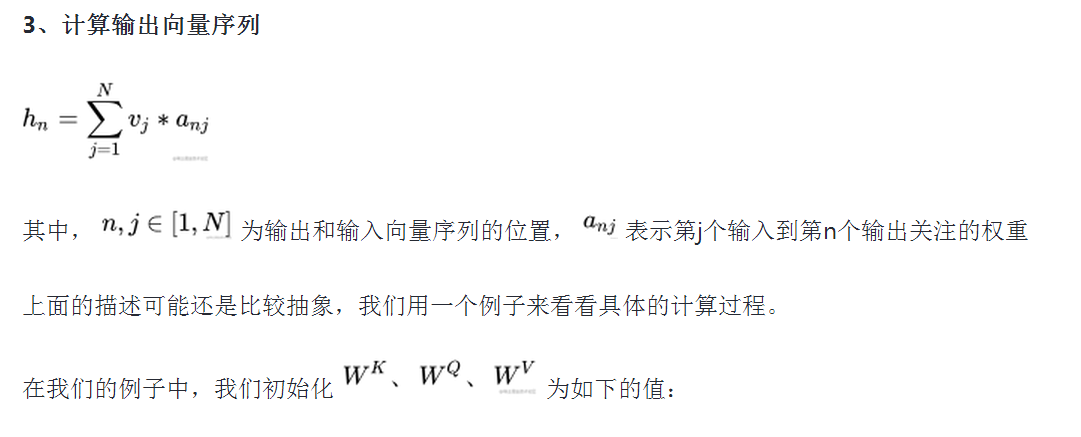 3、计算输出向量序列
h_n = \sum_{j=1}^{N} v_j * a_{nj}
其中， n, j ∈ [1, N] 为输出和输入向量序列的位置， a_{nj} 表示第j个输入到第n个输出关注的权重
上面的描述可能还是比较抽象，我们用一个例子来看看具体的计算过程。
在我们的例子中，我们初始化 W^K、W^Q、W^V 为如下的值：